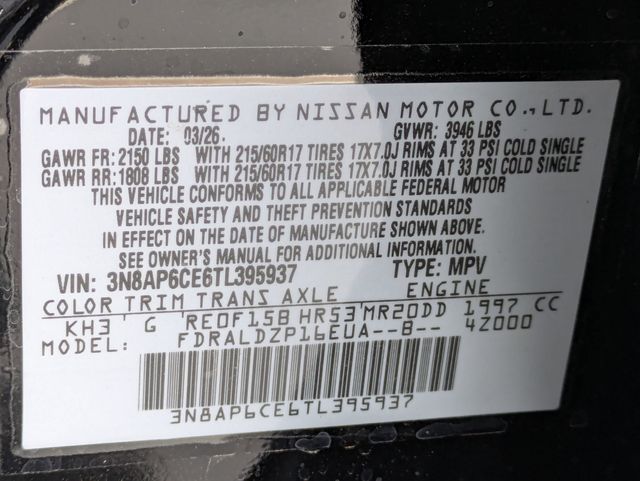 MANUFACTURED BY NISSAN MOTOR CO., LTD.
DATE: 03/26. GVWR: 3946 LBS
GAWR FR: 2150 LBS WITH 215/60R17 TIRES 17X7.0J RIMS AT 33 PSI COLD SINGLE
GAWR RR: 1808 LBS WITH 215/60R17 TIRES 17X7.0J RIMS AT 33 PSI COLD SINGLE
THIS VEHICLE CONFORMS TO ALL APPLICABLE FEDERAL MOTOR
VEHICLE SAFETY AND THEFT PREVENTION STANDARDS
IN EFFECT ON THE DATE OF MANUFACTURE SHOWN ABOVE.
SEE OWNER'S MANUAL FOR ADDITIONAL INFORMATION.
VIN: 3N8AP6CE6TL395937 TYPE: MPV
COLOR TRIM TRANS AXLE ENGINE
KH3 G RE0F15B HR53 MR20DD 1997 CC
MODEL: FDRALDZP16EUA--B-- 4Z000
3N8AP6CE6TL395937